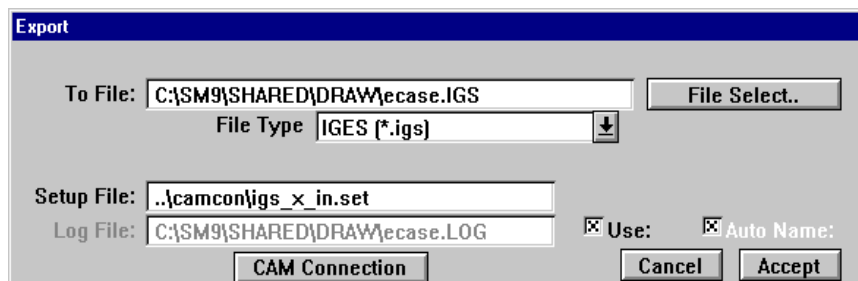 Export
To File: C:\SM9\SHARED\DRAW\ecase.IGS File Select..
File Type IGES (*.igs)
Setup File: ..\camcon\igs_x_in.set
Log File: C:\SM9\SHARED\DRAW\ecase.LOG Use: Auto Name:
CAM Connection Cancel Accept